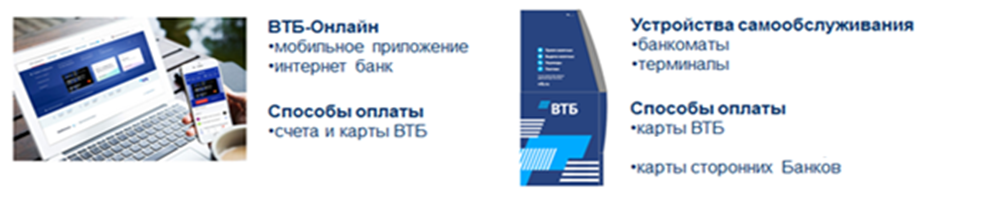 ВТБ-Онлайн
•мобильное приложение
•интернет банк
Способы оплаты
•счета и карты ВТБ
ВТБ
Устройства самообслуживания
•банкоматы
•терминалы
Способы оплаты
•карты ВТБ
•карты сторонних Банков